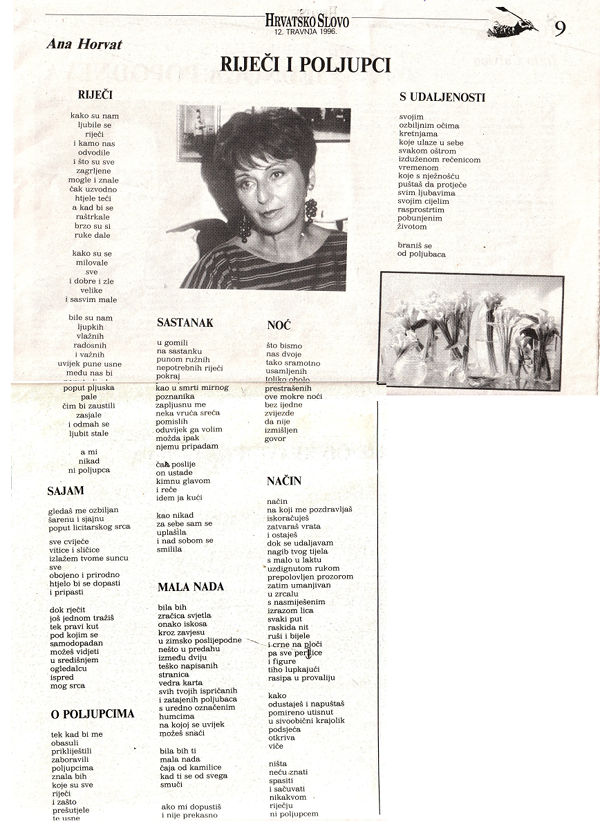 HRVATSKO SLOVO
12. TRAVNJA 1996.
9
Ana Horvat
RIJEČI I POLJUPCI
RIJEČI
kako su nam
ljubile se
riječi
i kamo nas
odvodile
i što su sve
zagrljene
mogle i znale
čak uzvodno
htjele teći
a kad bi se
raštrkale
brzo su si
ruke dale
kako su se
milovale
sve
i dobre i zle
velike
i sasvim male
bile su nam
ljupkih
vlažnih
radosnih
i važnih
uvijek pune usne
među nas bi
poput pljuska
pale
čim bi zaustili
zasjale
i odmah se
ljubit stale
a mi
nikad
ni poljupca
SAJAM
gledaš me ozbiljan
šarenu i sjajnu
poput licitarskog srca
sve cvijeće
vitice i sličice
izlažem tvome suncu
sve
obojeno i prirodno
htjelo bi se dopasti
i pripasti
dok rječit
još jednom tražiš
tek pravi kut
pod kojim se
samodopadan
možeš vidjeti
u središnjem
ogledalcu
ispred
mog srca
O POLJUPCIMA
tek kad bi me
obasuli
prikliještili
zaboravili
poljupcima
znala bih
koje su sve
riječi
i zašto
prešutjele
te usne
SASTANAK
u gomili
na sastanku
punom ružnih
nepotrebnih riječi
pokraj
kao u smrti mirnog
poznanika
zapljusnu me
neka vruća sreća
pomislih
oduvijek ga volim
možda ipak
njemu pripadam
čak poslije
on ustade
kimnu glavom
i reče
idem ja kući
kao nikad
za sebe sam se
uplašila
i nad sobom se
smilila
MALA NADA
bila bih
zračica svjetla
onako iskosa
kroz zavjesu
u zimsko poslijepodne
nešto u predahu
između dviju
teško napisanih
stranica
vedra karta
svih tvojih ispričanih
i zatajenih poljubaca
s uredno označenim
humcima
na kojoj se uvijek
možeš snaći
bila bih ti
mala nada
čaja od kamilice
kad ti se od svega
smuči
ako mi dopustiš
i nije prekasno
NOĆ
što bismo
nas dvoje
tako sramotno
usamljenih
toliko obolo
prestrašenih
ove mokre noći
bez ijedne
zvijezde
da nije
izmišljen
govor
NAČIN
način
na koji me pozdravljaš
iskoračuješ
zatvaraš vrata
i ostaješ
dok se udaljavam
nagib tvog tijela
s malo u laktu
uzdignutom rukom
prepolovljen prozorom
zatim umanjivan
u zrcalu
s nasmiješenim
izrazom lica
svaki put
raskida nit
ruši i bijele
i crne na ploči
pa sve perlice
i figure
tiho lupkajući
rasipa u provaliju
kako
odustaješ i napuštaš
pomireno utisnut
u sivoobični krajolik
podsjeća
otkriva
viče
ništa
neću znati
spasiti
i sačuvati
nikakvom
riječju
ni poljupcem
S UDALJENOSTI
svojim
ozbiljnim očima
kretnjama
koje ulaze u sebe
svakom oštrom
izduženom rečenicom
vremenom
koje s nježnošću
puštaš da protječe
svim ljubavima
svojim cijelim
rasprostrtim
pobunjenim
životom
braniš se
od poljubaca